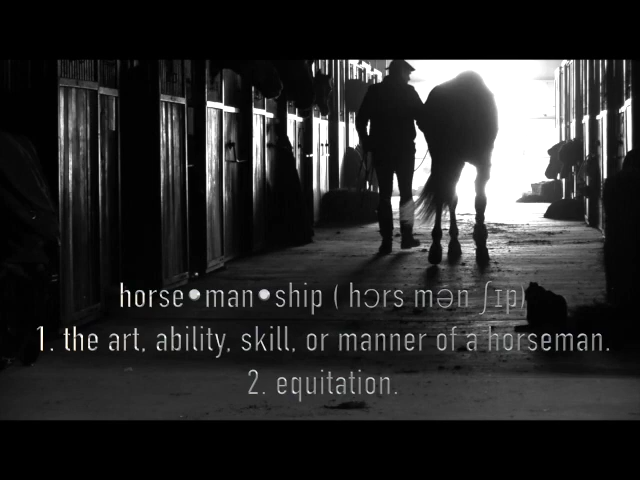 horse•man•ship ( hɔrs mən ʃɪp)
1. the art, ability, skill, or manner of a horseman.
2. equitation.